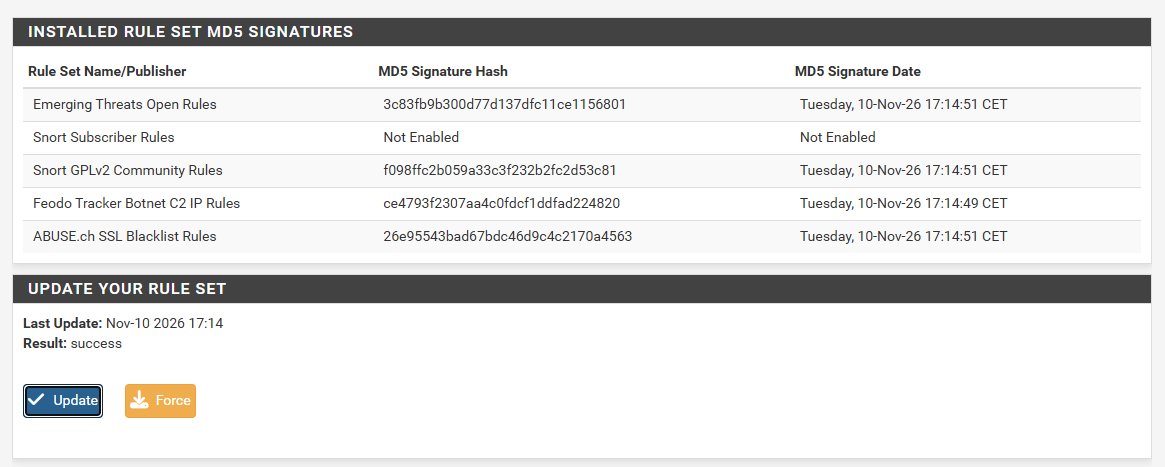 INSTALLED RULE SET MD5 SIGNATURES
Rule Set Name/Publisher MD5 Signature Hash MD5 Signature Date
Emerging Threats Open Rules 3c83fb9b300d77d137dfc11ce1156801 Tuesday, 10-Nov-26 17:14:51 CET
Snort Subscriber Rules Not Enabled Not Enabled
Snort GPLv2 Community Rules f098ffc2b059a33c3f232b2fc2d53c81 Tuesday, 10-Nov-26 17:14:51 CET
Feodo Tracker Botnet C2 IP Rules ce4793f2307aa4c0fdcf1ddfad224820 Tuesday, 10-Nov-26 17:14:49 CET
ABUSE.ch SSL Blacklist Rules 26e95543bad67bdc46d9c4c2170a4563 Tuesday, 10-Nov-26 17:14:51 CET
UPDATE YOUR RULE SET
Last Update: Nov-10 2026 17:14
Result: success
Update Force